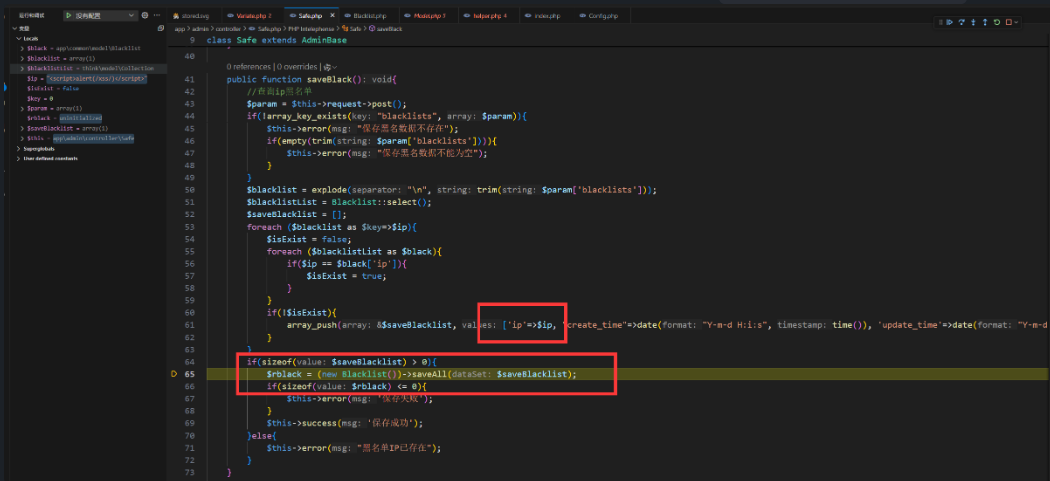 运行和调试 没有配置 ···
stored.svg Variate.php 2 Safe.php × Blacklist.php Model.php 3 helper.php 4 index.php Config.php
app > admin > controller > Safe.php > PHP Intelephense > Safe > saveBlack
9 class Safe extends AdminBase
变量
Locals
$black = app\common\model\Blacklist
$blacklist = array(1)
$blacklistList = think\model\Collection
$ip = "<script>alert(/xss/)</script>"
$isExist = false
$key = 0
$param = array(1)
$rblack = uninitialized
$saveBlacklist = array(1)
$this = app\admin\controller\Safe
Superglobals
User defined constants
40
0 references | 0 overrides |
41 public function saveBlack(): void{
42 //查询ip黑名单
43 $param = $this->request->post();
44 if(!array_key_exists(key: "blacklists", array: $param)){
45 $this->error(msg: "保存黑名数据不存在");
46 if(empty(trim(string: $param['blacklists']))){
47 $this->error(msg: "保存黑名数据不能为空");
48 }
49 }
50 $blacklist = explode(separator: "\n", string: trim(string: $param['blacklists']));
51 $blacklistList = Blacklist::select();
52 $saveBlacklist = [];
53 foreach ($blacklist as $key=>$ip){
54 $isExist = false;
55 foreach ($blacklistList as $black){
56 if($ip == $black['ip']){
57 $isExist = true;
58 }
59 }
60 if(!$isExist){
61 array_push(array: &$saveBlacklist, values: ['ip'=>$ip, "create_time"=>date(format: "Y-m-d H:i:s", timestamp: time()), 'update_time'=>date(format: "Y-m-d
62 }
63 }
64 if(sizeof(value: $saveBlacklist) > 0){
65 $rblack = (new Blacklist())->saveAll(dataSet: $saveBlacklist);
66 if(sizeof(value: $rblack) <= 0){
67 $this->error(msg: '保存失败');
68 }
69 $this->success(msg: '保存成功');
70 }else{
71 $this->error(msg: "黑名单IP已存在");
72 }
73 }